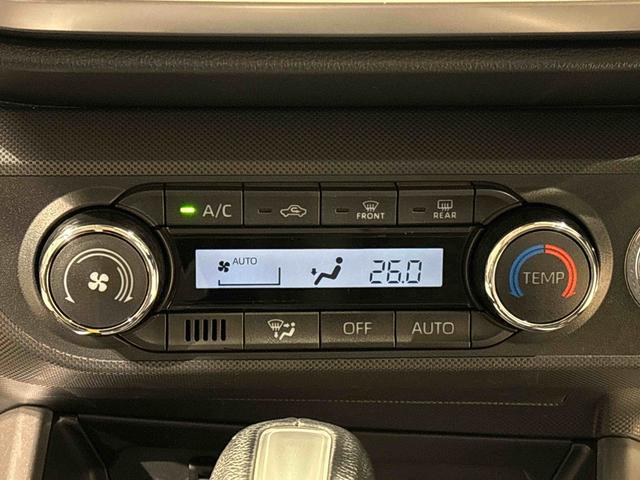 A/C FRONT REAR
AUTO 26.0
TEMP
OFF AUTO